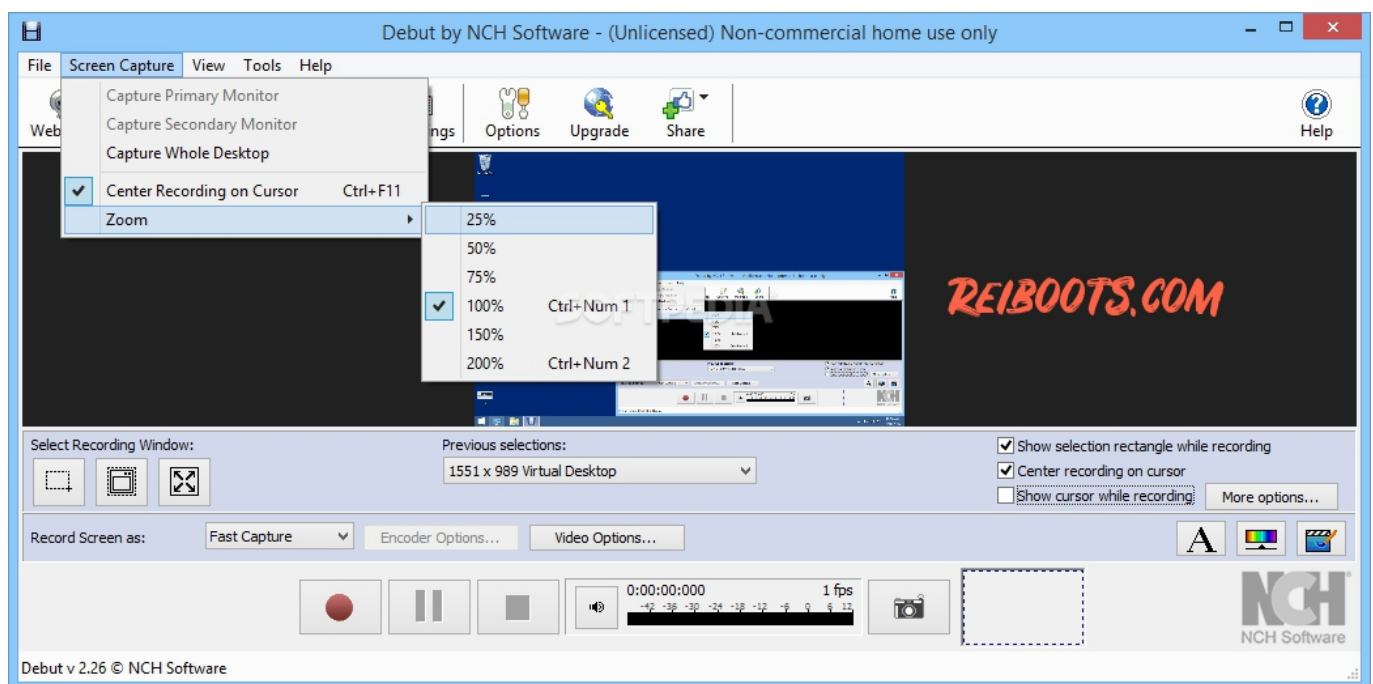 Debut by NCH Software - (Unlicensed) Non-commercial home use only
File Screen Capture View Tools Help
Capture Primary Monitor
Capture Secondary Monitor
Capture Whole Desktop
Center Recording on Cursor Ctrl+F11
Zoom
Web
ngs
Options
Upgrade
Share
Help
25%
50%
75%
100% Ctrl+Num 1
150%
200% Ctrl+Num 2
SOFTPEDIA
REIBOOTS.COM
Select Recording Window:
Previous selections:
1551 x 989 Virtual Desktop
Show selection rectangle while recording
Center recording on cursor
Show cursor while recording
More options...
Record Screen as:
Fast Capture
Encoder Options...
Video Options...
A
0:00:00:000 1 fps
-42 -36 -30 -24 -18 -12 -6 0 6 12
NCH
NCH Software
Debut v 2.26 © NCH Software